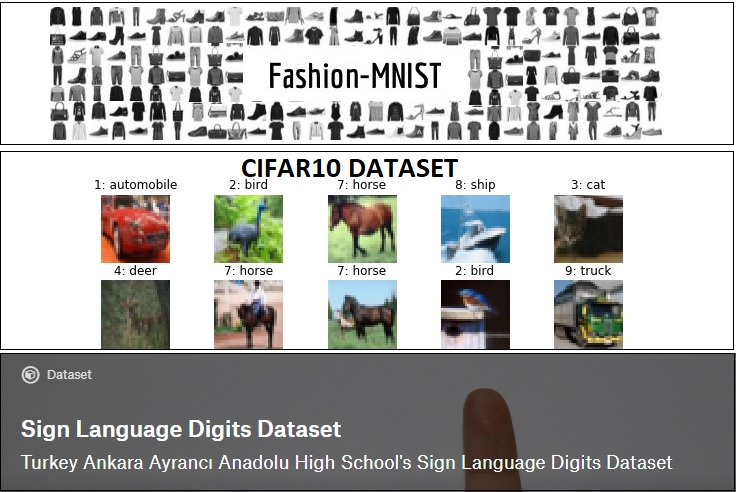 Fashion-MNIST
CIFAR10 DATASET
1: automobile 2: bird 7: horse 8: ship 3: cat
4: deer 7: horse 7: horse 2: bird 9: truck
Dataset
Sign Language Digits Dataset
Turkey Ankara Ayrancı Anadolu High School's Sign Language Digits Dataset